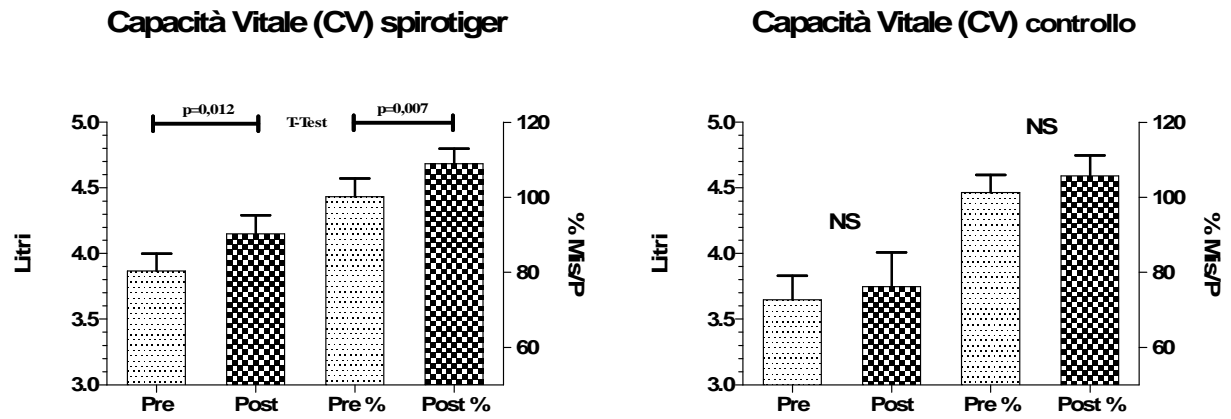 Capacità Vitale (CV) spirotiger
p=0,012
T-Test
p=0,007
5.0
4.5
4.0
3.5
3.0
Litri
120
100
80
60
% Mis/P
Pre
Post
Pre %
Post %
Capacità Vitale (CV) controllo
NS
NS
5.0
4.5
4.0
3.5
3.0
Litri
120
100
80
60
% Mis/P
Pre
Post
Pre %
Post %